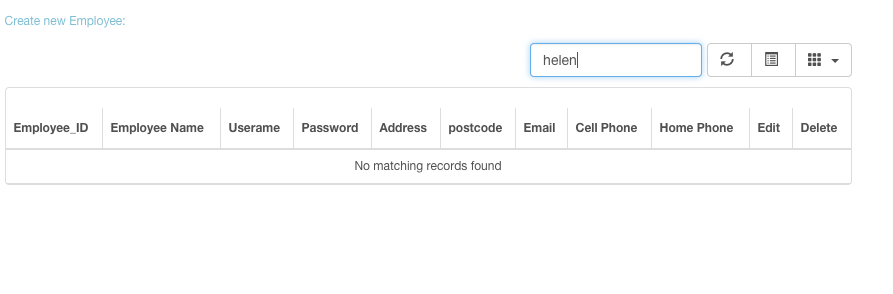 Create new Employee:
helen
Employee_ID Employee Name Userame Password Address postcode Email Cell Phone Home Phone Edit Delete
No matching records found